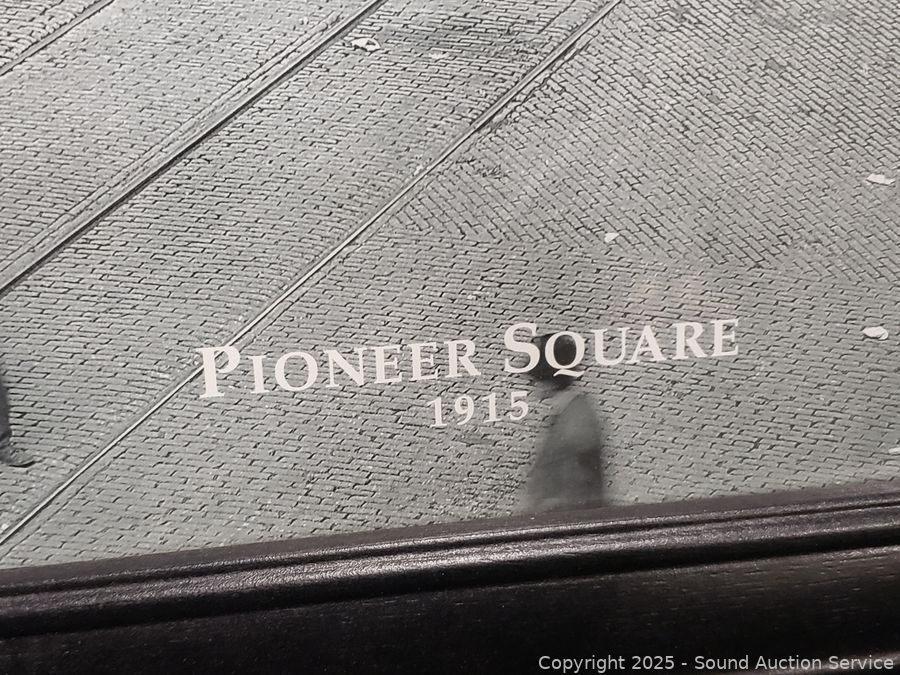 PIONEER SQUARE
1915
Copyright 2025 - Sound Auction Service